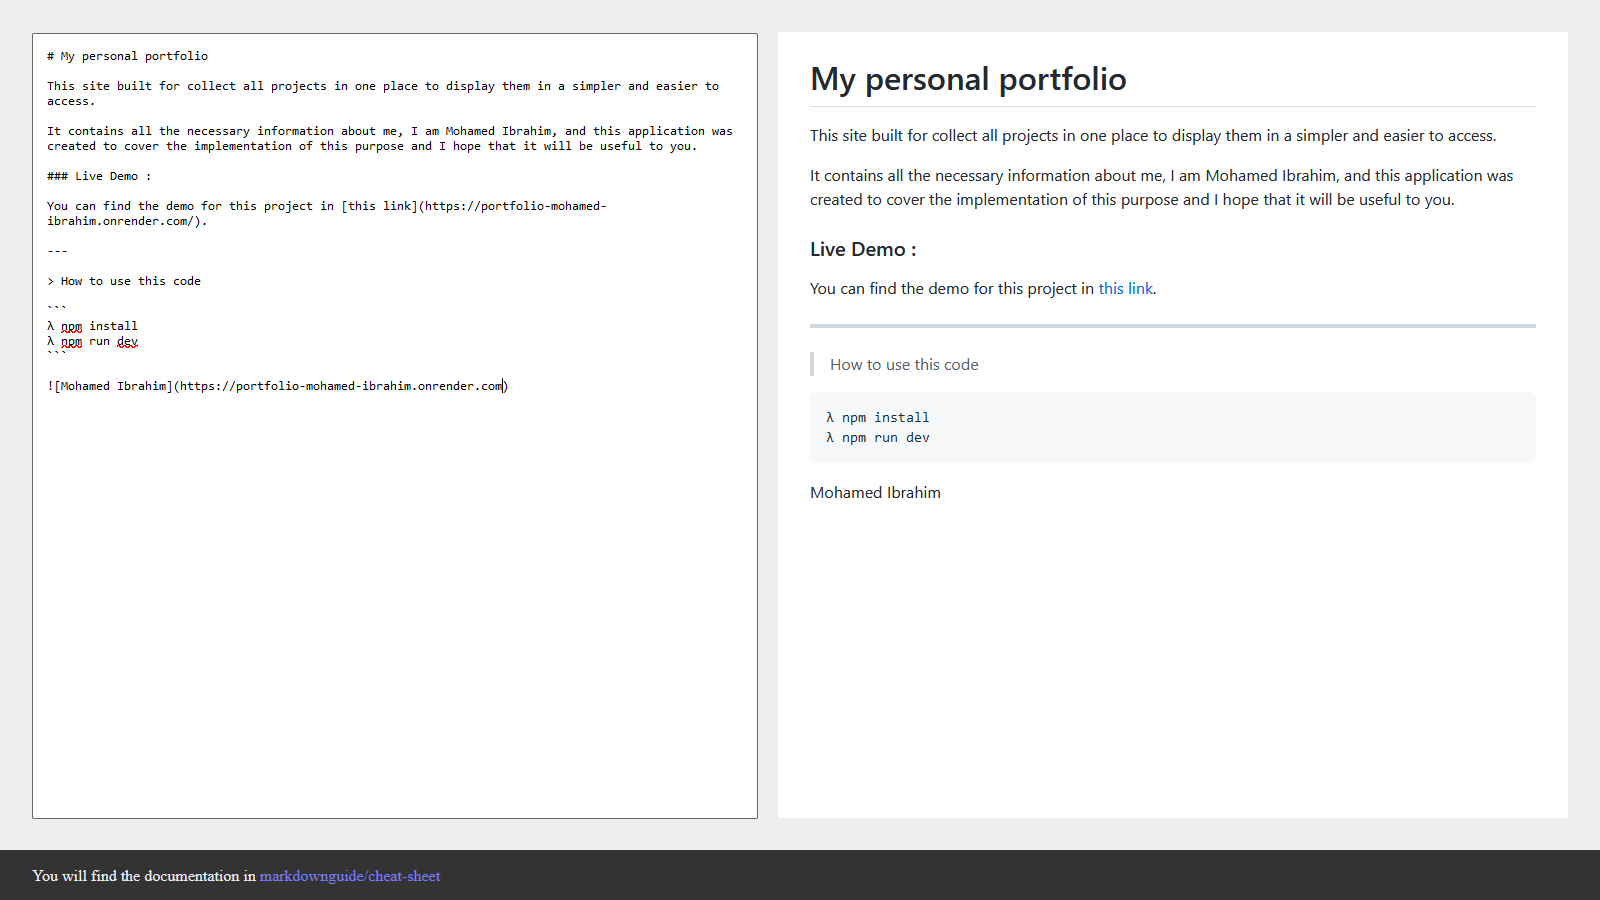 # My personal portfolio
This site built for collect all projects in one place to display them in a simpler and easier to
access.
It contains all the necessary information about me, I am Mohamed Ibrahim, and this application was
created to cover the implementation of this purpose and I hope that it will be useful to you.
### Live Demo :
You can find the demo for this project in [this link](https://portfolio-mohamed-
ibrahim.onrender.com/).
---
> How to use this code
```
λ npm install
λ npm run dev
```
![Mohamed Ibrahim](https://portfolio-mohamed-ibrahim.onrender.com)
My personal portfolio
This site built for collect all projects in one place to display them in a simpler and easier to access.
It contains all the necessary information about me, I am Mohamed Ibrahim, and this application was
created to cover the implementation of this purpose and I hope that it will be useful to you.
Live Demo :
You can find the demo for this project in this link.
How to use this code
λ npm install
λ npm run dev
Mohamed Ibrahim
You will find the documentation in markdownguide/cheat-sheet